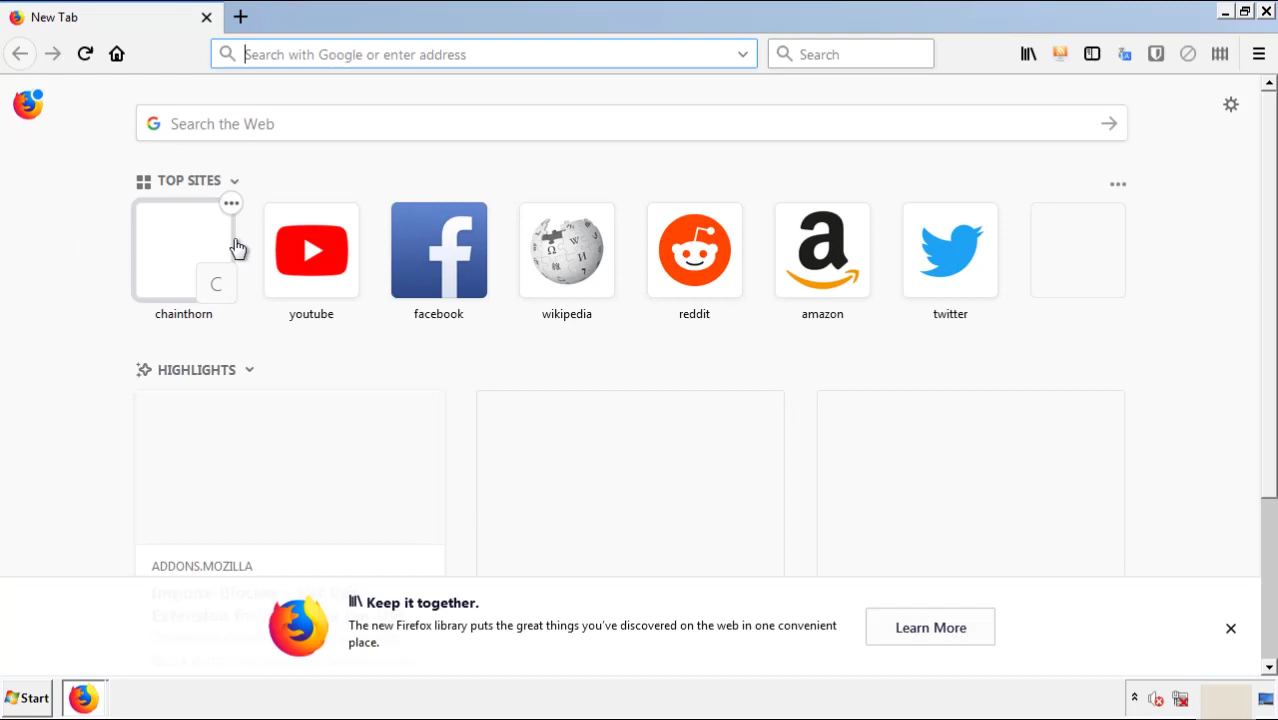 New Tab
Search with Google or enter address
Search
Search the Web
TOP SITES
C
chainthorn
youtube
facebook
wikipedia
reddit
amazon
twitter
HIGHLIGHTS
ADDONS.MOZILLA
Keep it together.
The new Firefox library puts the great things you've discovered on the web in one convenient
place.
Learn More
Start